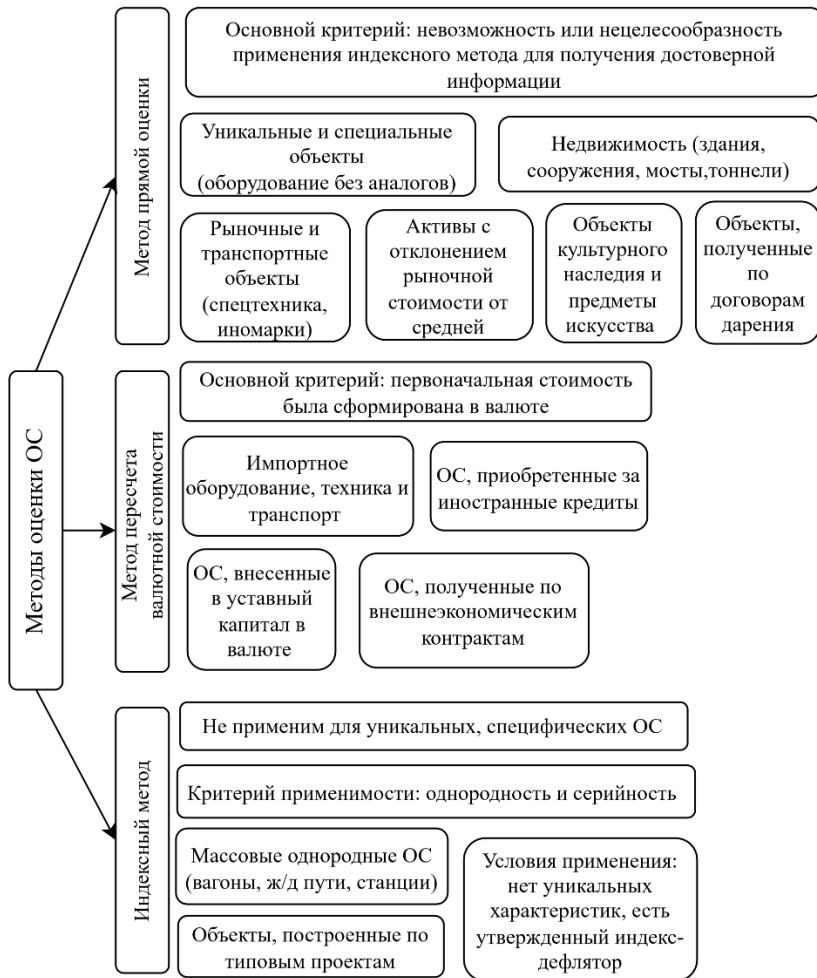 Методы оценки ОС
Метод прямой оценки
Основной критерий: невозможность или нецелесообразность
применения индексного метода для получения достоверной
информации
Уникальные и специальные
объекты
(оборудование без аналогов)
Недвижимость (здания,
сооружения, мосты,тоннели)
Рыночные и
транспортные
объекты
(спецтехника,
иномарки)
Активы с
отклонением
рыночной
стоимости от
средней
Объекты
культурного
наследия и
предметы
искусства
Объекты,
полученные
по
договорам
дарения
Метод пересчета
валютной стоимости
Основной критерий: первоначальная стоимость
была сформирована в валюте
Импортное
оборудование, техника и
транспорт
ОС, приобретенные за
иностранные кредиты
ОС, внесенные
в уставный
капитал в
валюте
ОС, полученные по
внешнеэкономическим
контрактам
Индексный метод
Не применим для уникальных, специфических ОС
Критерий применимости: однородность и серийность
Массовые однородные ОС
(вагоны, ж/д пути, станции)
Объекты, построенные по
типовым проектам
Условия применения:
нет уникальных
характеристик, есть
утвержденный индекс-
дефлятор